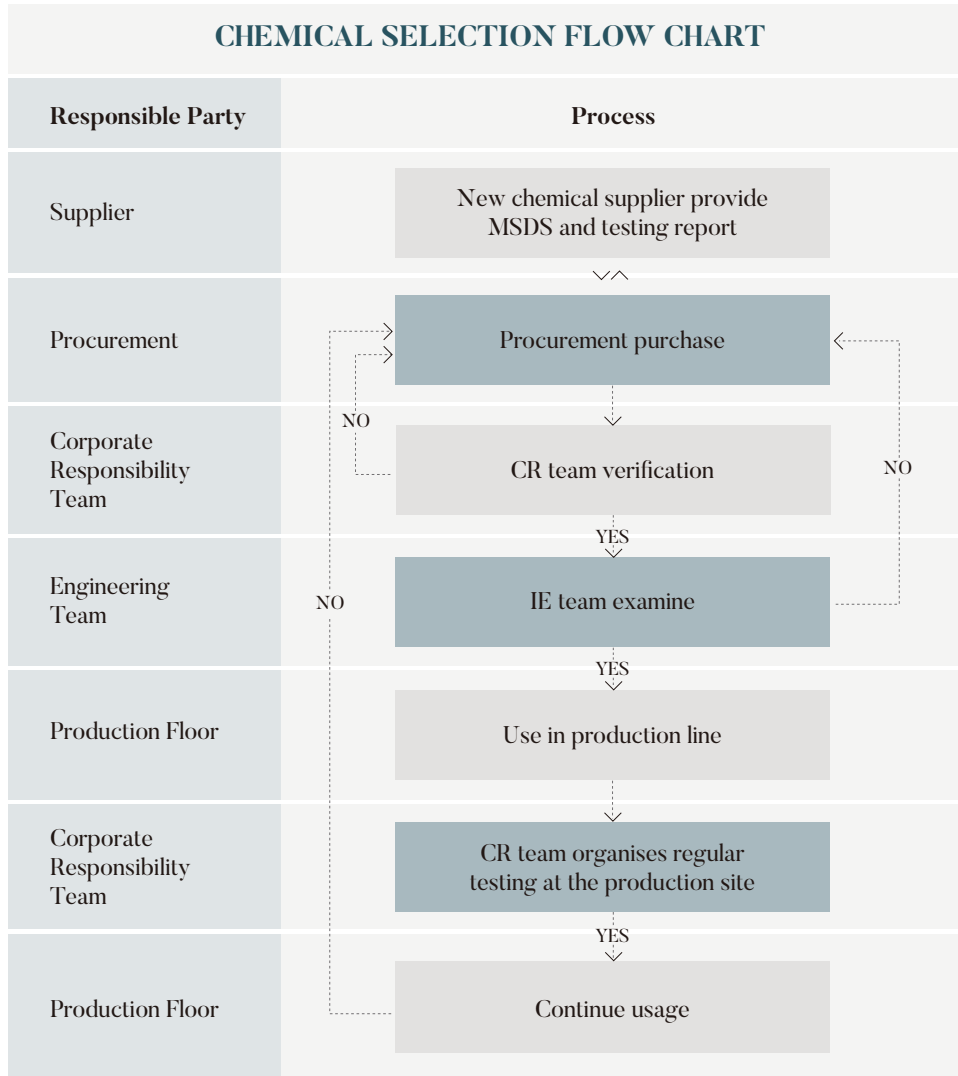 CHEMICAL SELECTION FLOW CHART
Responsible Party
Process
Supplier
New chemical supplier provide
MSDS and testing report
Procurement
Procurement purchase
NO
Corporate
Responsibility
Team
CR team verification
NO
YES
Engineering
Team
NO
IE team examine
YES
Production Floor
Use in production line
Corporate
Responsibility
Team
CR team organises regular
testing at the production site
YES
Production Floor
Continue usage